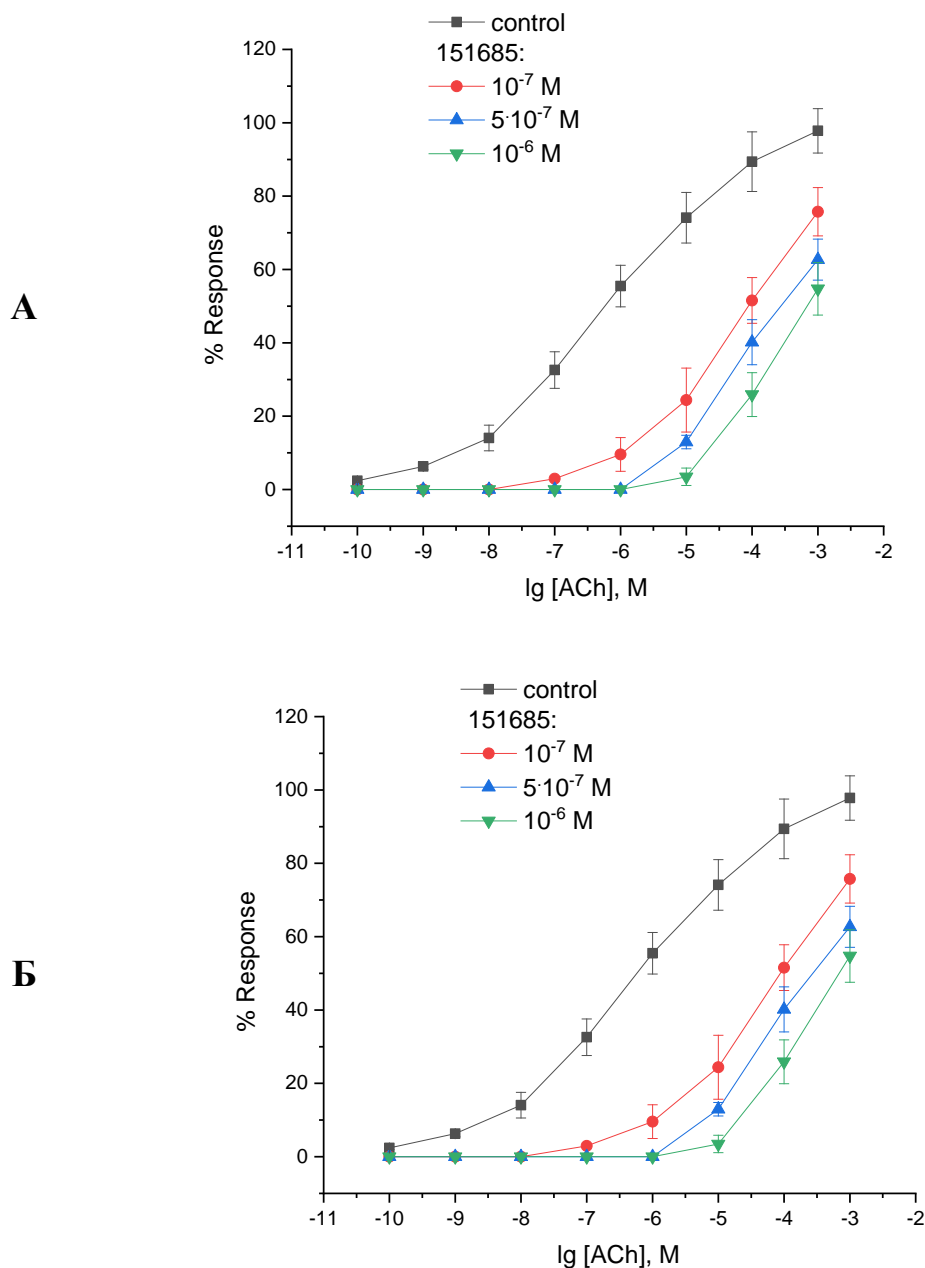 control
151685:
10⁻⁷ M
5·10⁻⁷ M
10⁻⁶ M
120
100
80
60
40
20
0
% Response
А
-11 -10 -9 -8 -7 -6 -5 -4 -3 -2
lg [ACh], M
control
151685:
10⁻⁷ M
5·10⁻⁷ M
10⁻⁶ M
120
100
80
60
40
20
0
% Response
Б
-11 -10 -9 -8 -7 -6 -5 -4 -3 -2
lg [ACh], M